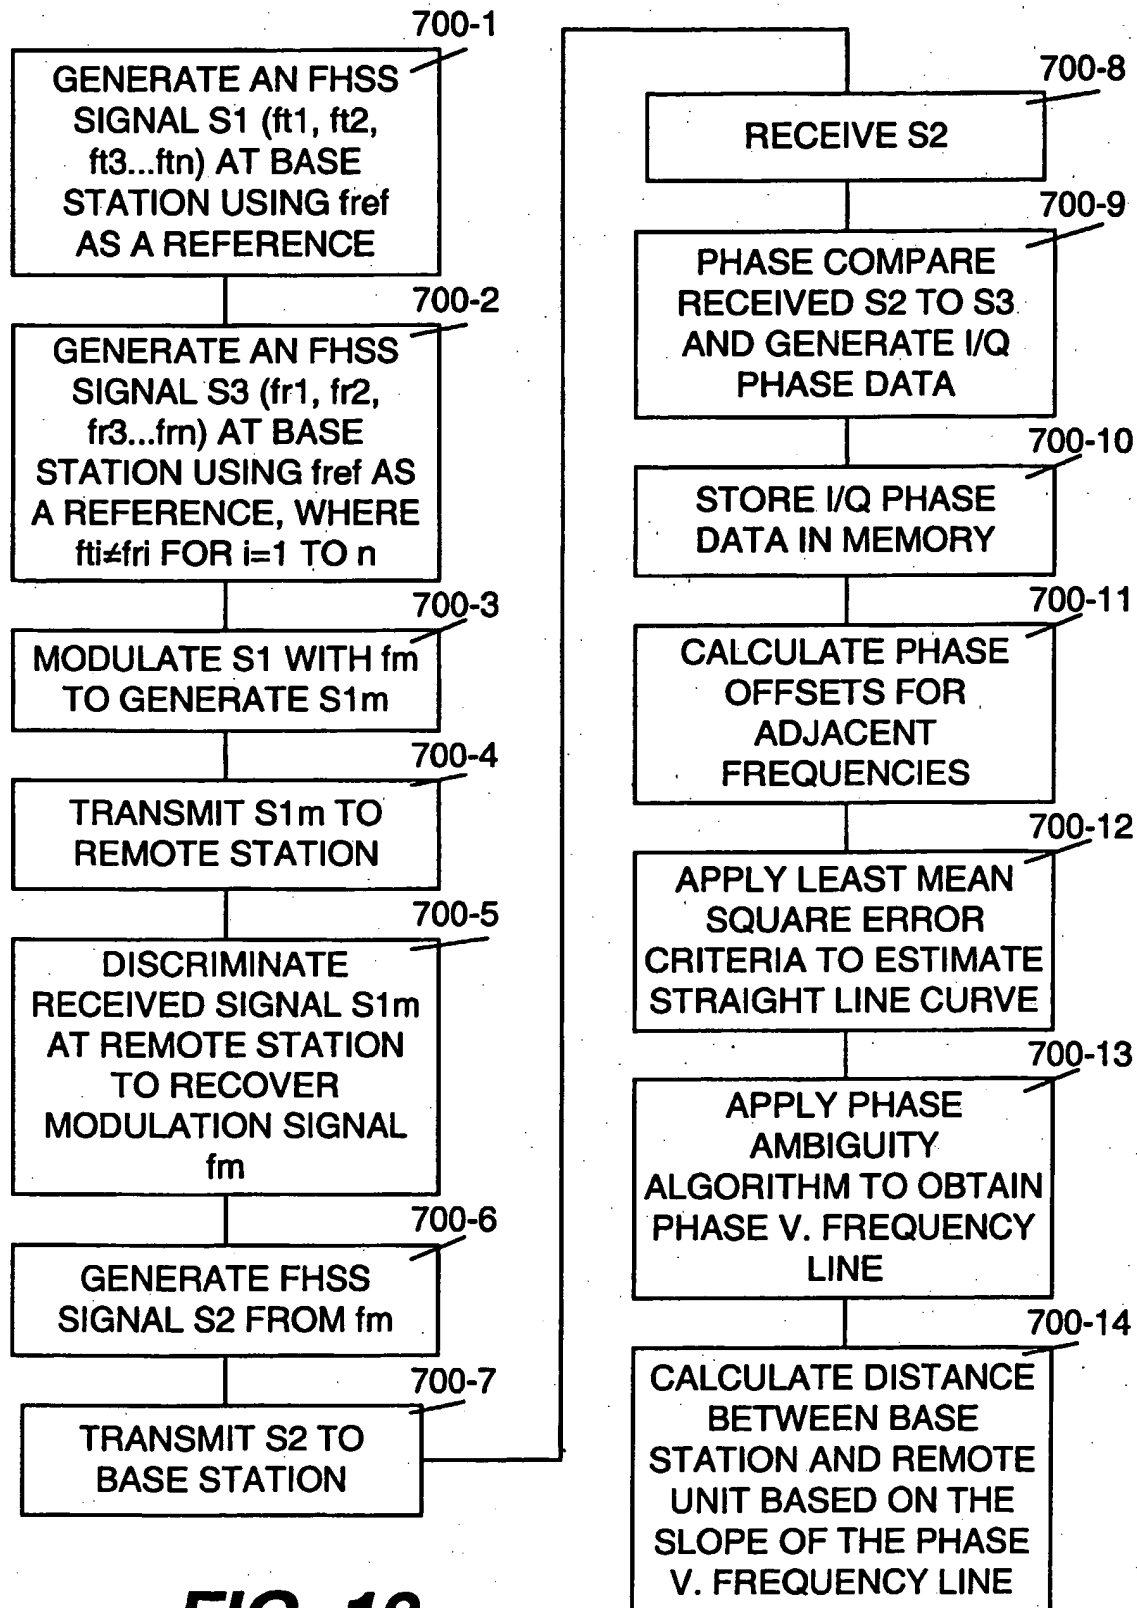 700-1
GENERATE AN FHSS
SIGNAL S1 (ft1, ft2,
ft3...ftn) AT BASE
STATION USING fref
AS A REFERENCE
700-2
GENERATE AN FHSS
SIGNAL S3 (fr1, fr2,
fr3...frn) AT BASE
STATION USING fref AS
A REFERENCE, WHERE
fti≠fri FOR i=1 TO n
700-3
MODULATE S1 WITH fm
TO GENERATE S1m
700-4
TRANSMIT S1m TO
REMOTE STATION
700-5
DISCRIMINATE
RECEIVED SIGNAL S1m
AT REMOTE STATION
TO RECOVER
MODULATION SIGNAL
fm
700-6
GENERATE FHSS
SIGNAL S2 FROM fm
700-7
TRANSMIT S2 TO
BASE STATION
700-8
RECEIVE S2
700-9
PHASE COMPARE
RECEIVED S2 TO S3
AND GENERATE I/Q
PHASE DATA
700-10
STORE I/Q PHASE
DATA IN MEMORY
700-11
CALCULATE PHASE
OFFSETS FOR
ADJACENT
FREQUENCIES
700-12
APPLY LEAST MEAN
SQUARE ERROR
CRITERIA TO ESTIMATE
STRAIGHT LINE CURVE
700-13
APPLY PHASE
AMBIGUITY
ALGORITHM TO OBTAIN
PHASE V. FREQUENCY
LINE
700-14
CALCULATE DISTANCE
BETWEEN BASE
STATION AND REMOTE
UNIT BASED ON THE
SLOPE OF THE PHASE
V. FREQUENCY LINE